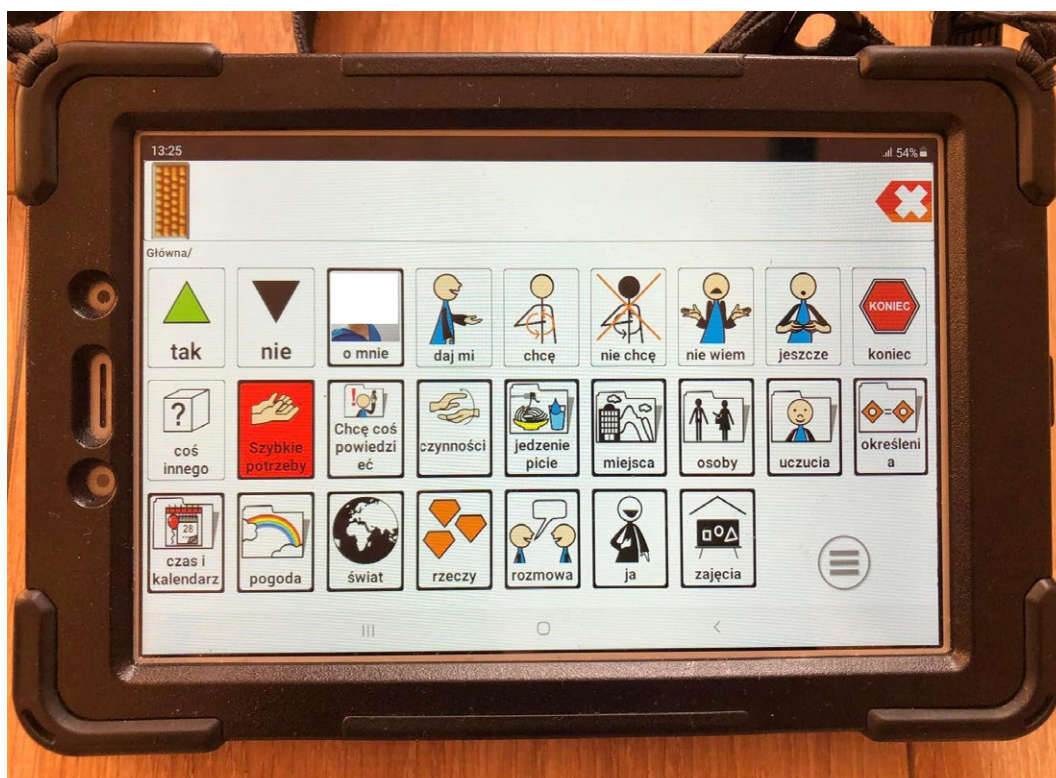 13:25 54%
Główna/
tak nie o mnie daj mi chcę nie chcę nie wiem jeszcze KONIEC koniec
?
coś
innego
Szybkie
potrzeby
!
Chcę coś
powiedzi
eć
czynności
jedzenie
picie
miejsca
osoby
uczucia
określeni
a
28
czas i
kalendarz
pogoda
świat
rzeczy
rozmowa
ja
zajęcia